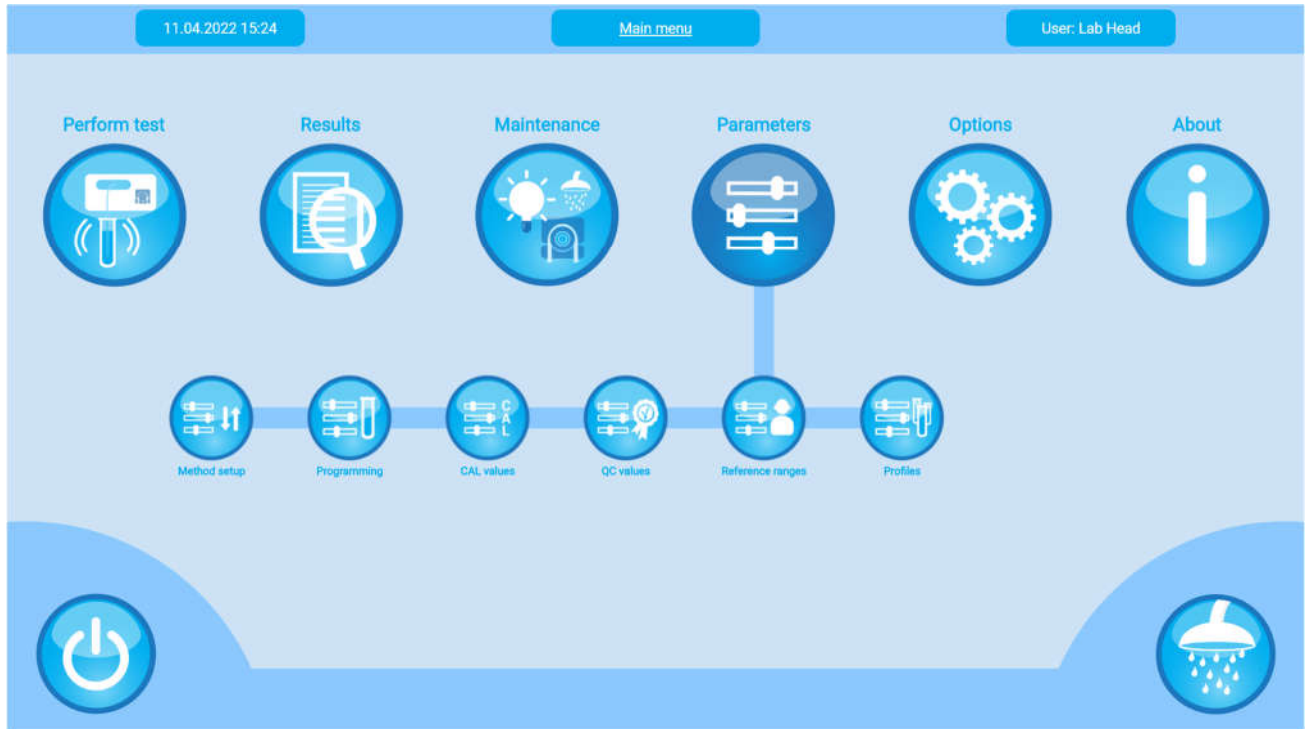 11.04.2022 15:24
Main menu
User: Lab Head
Perform test
Results
Maintenance
Parameters
Options
About
C
A
L
Method setup
Programming
CAL values
QC values
Reference ranges
Profiles